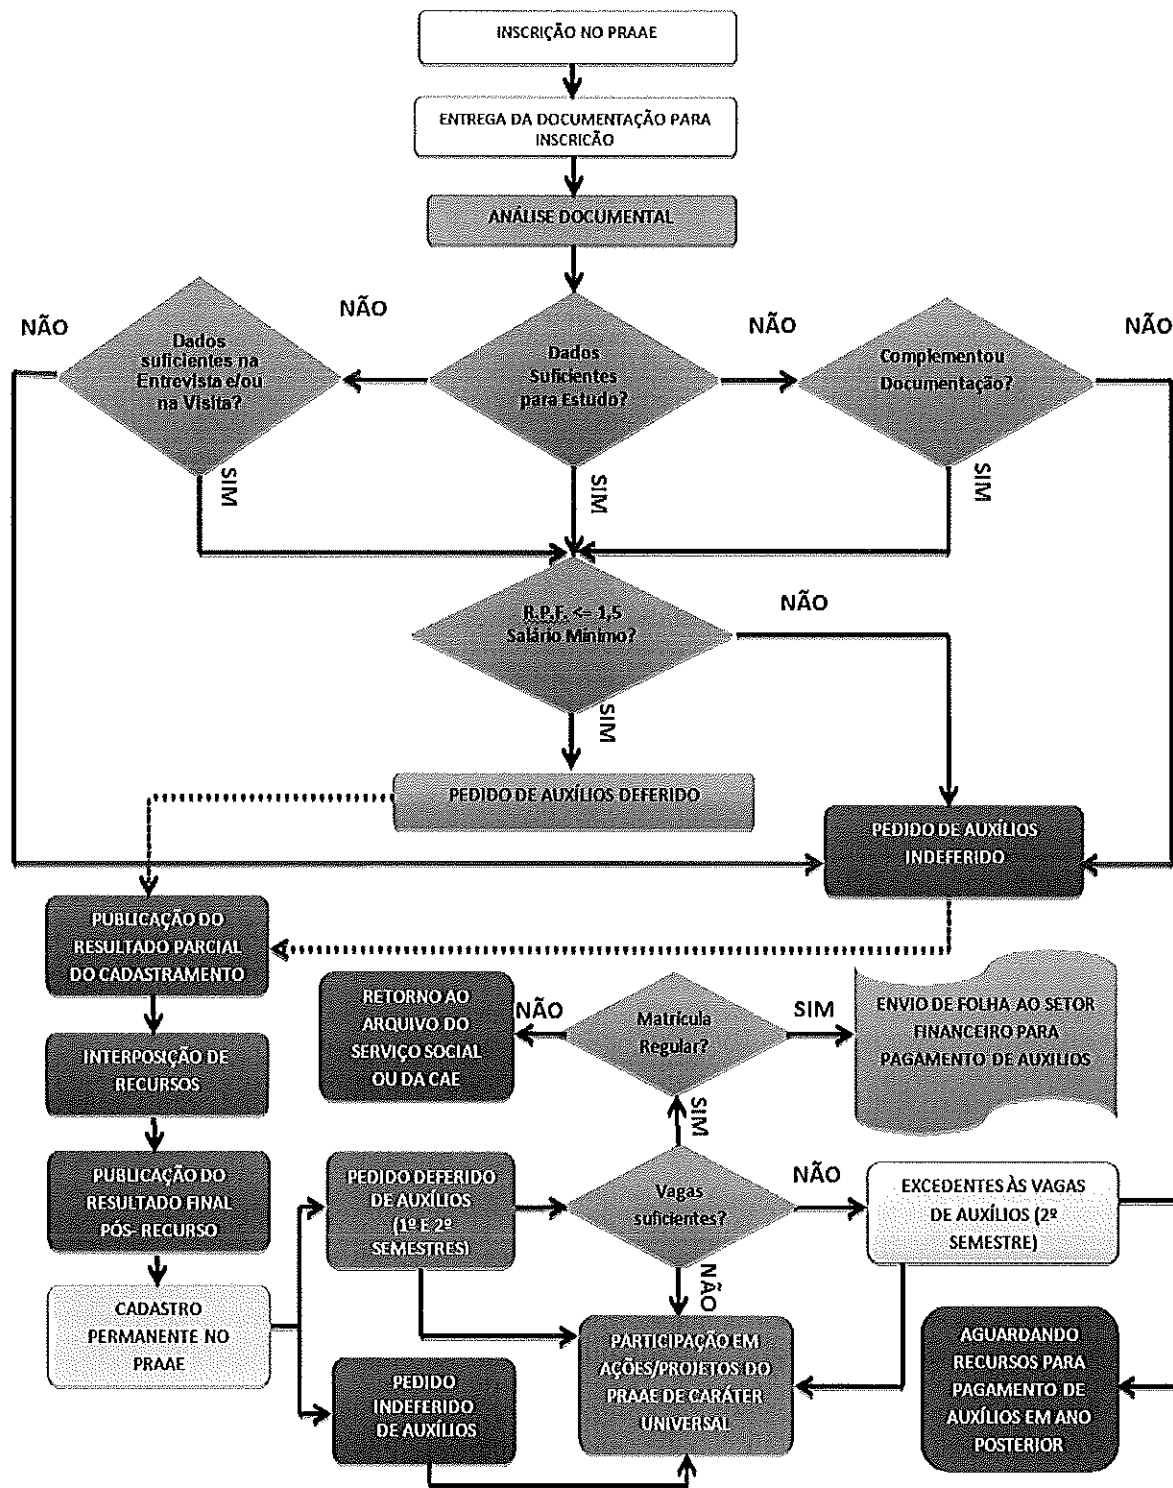 INSCRIÇÃO NO PRAAE
ENTREGA DA DOCUMENTAÇÃO PARA
INSCRICÃO
ANÁLISE DOCUMENTAL
NÃO
Dados
suficientes na
Entrevista e/ou
na Visita?
NÃO
Dados
Suficientes
para Estudo?
NÃO
Complementou
Documentação?
NÃO
SIM
SIM
SIM
R.P.F. <= 1,5
Salário Mínimo?
NÃO
SIM
PEDIDO DE AUXÍLIOS DEFERIDO
PEDIDO DE AUXÍLIOS
INDEFERIDO
PUBLICAÇÃO DO
RESULTADO PARCIAL
DO CADASTRAMENTO
RETORNO AO
ARQUIVO DO
SERVIÇO SOCIAL
OU DA CAE
NÃO
Matrícula
Regular?
SIM
ENVIO DE FOLHA AO SETOR
FINANCEIRO PARA
PAGAMENTO DE AUXILIOS
INTERPOSIÇÃO DE
RECURSOS
SIM
PUBLICAÇÃO DO
RESULTADO FINAL
PÓS- RECURSO
PEDIDO DEFERIDO
DE AUXÍLIOS
(1º E 2º
SEMESTRES)
Vagas
suficientes?
NÃO
EXCEDENTES ÀS VAGAS
DE AUXÍLIOS (2º
SEMESTRE)
NÃO
CADASTRO
PERMANENTE NO
PRAAE
PEDIDO
INDEFERIDO
DE AUXÍLIOS
PARTICIPAÇÃO EM
AÇÕES/PROJETOS DO
PRAAE DE CARÁTER
UNIVERSAL
AGUARDANDO
RECURSOS PARA
PAGAMENTO DE
AUXÍLIOS EM ANO
POSTERIOR